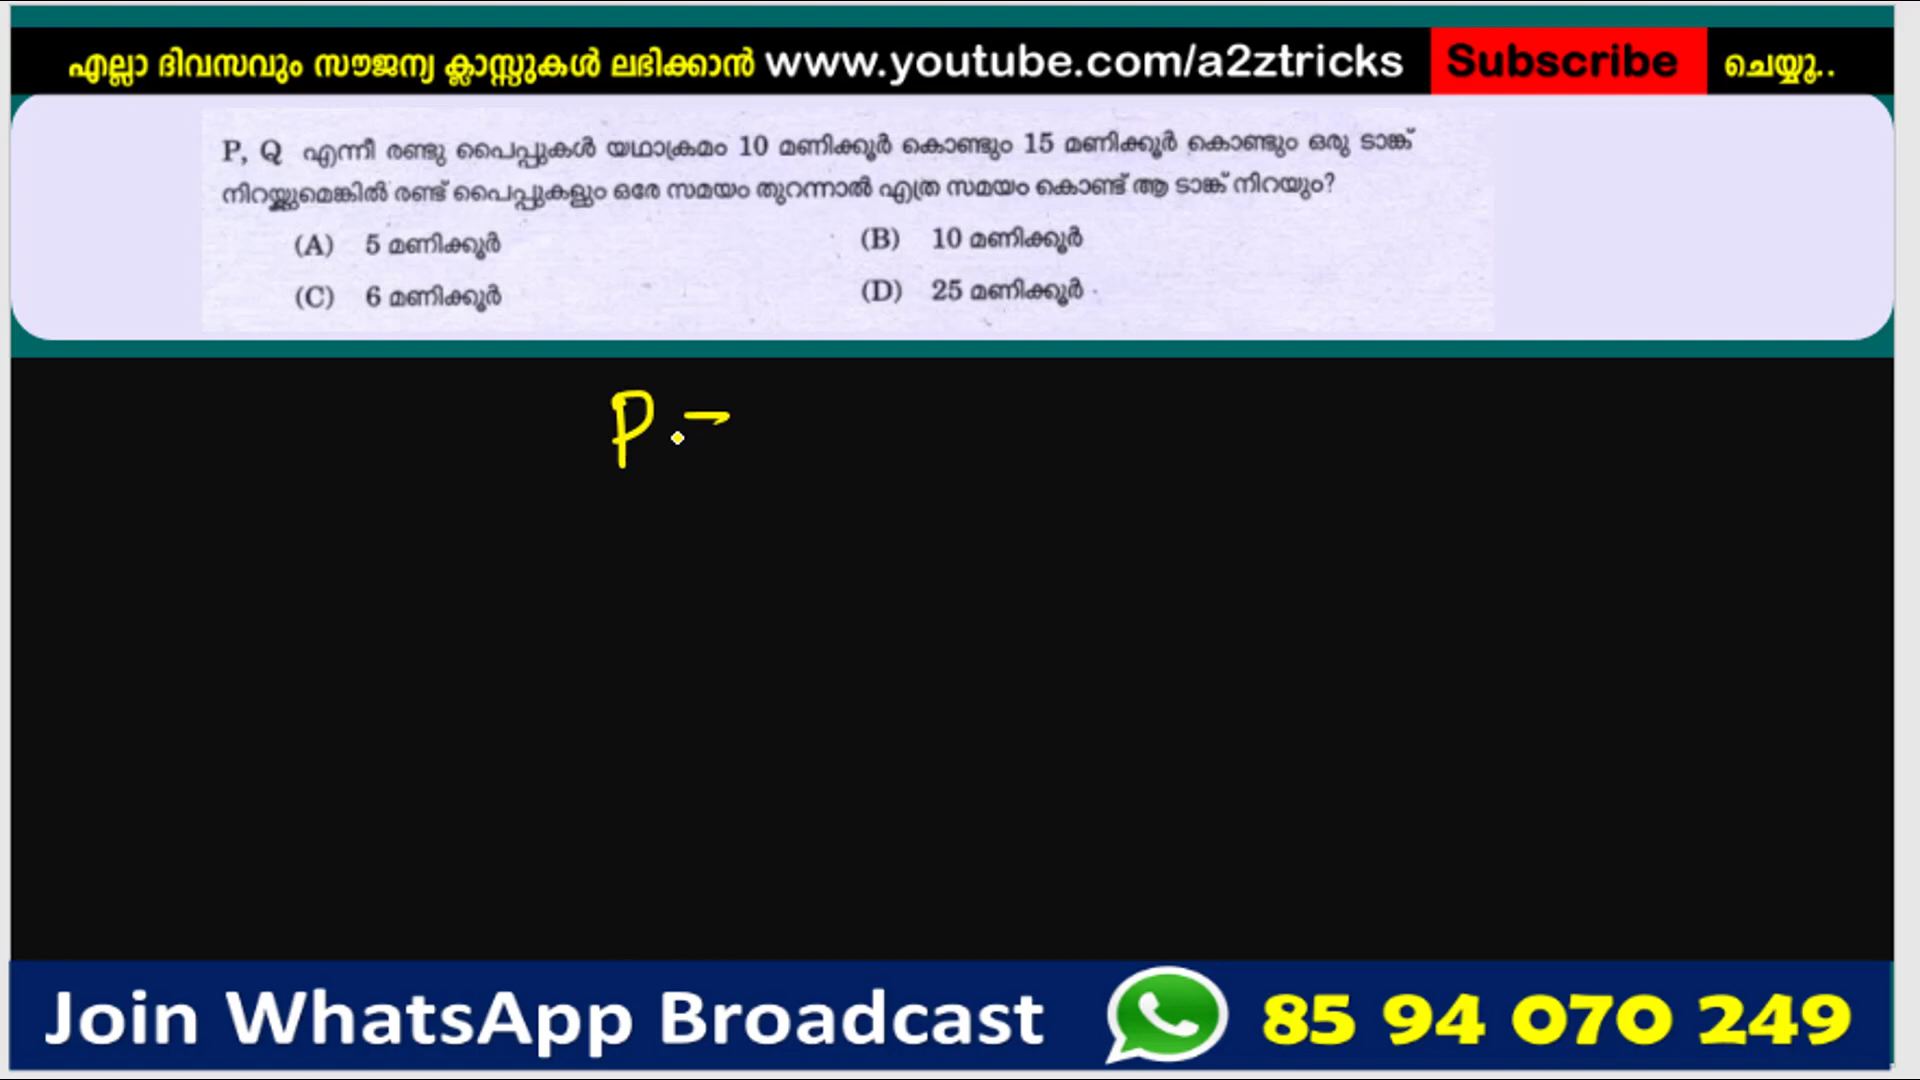 എല്ലാ ദിവസവും സൗജന്യ ക്ലാസ്സുകൾ ലഭിക്കാൻ www.youtube.com/a2ztricks Subscribe ചെയ്യൂ..
P, Q എന്നീ രണ്ടു പൈപ്പുകൾ യഥാക്രമം 10 മണിക്കൂർ കൊണ്ടും 15 മണിക്കൂർ കൊണ്ടും ഒരു ടാങ്ക്
നിറയ്ക്കുമെങ്കിൽ രണ്ട് പൈപ്പുകളും ഒരേ സമയം തുറന്നാൽ എത്ര സമയം കൊണ്ട് ആ ടാങ്ക് നിറയും?
(A) 5 മണിക്കൂർ (B) 10 മണിക്കൂർ
(C) 6 മണിക്കൂർ (D) 25 മണിക്കൂർ
P -
Join WhatsApp Broadcast 85 94 070 249